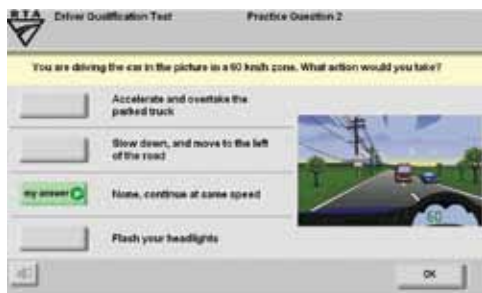 RTA Driver Qualification Test Practice Question 2
You are driving the car in the picture in a 60 km/h zone. What action would you take?
Accelerate and overtake the
parked truck
Slow down, and move to the left
of the road
my answer None, continue at same speed
60
Flash your headlights
OK